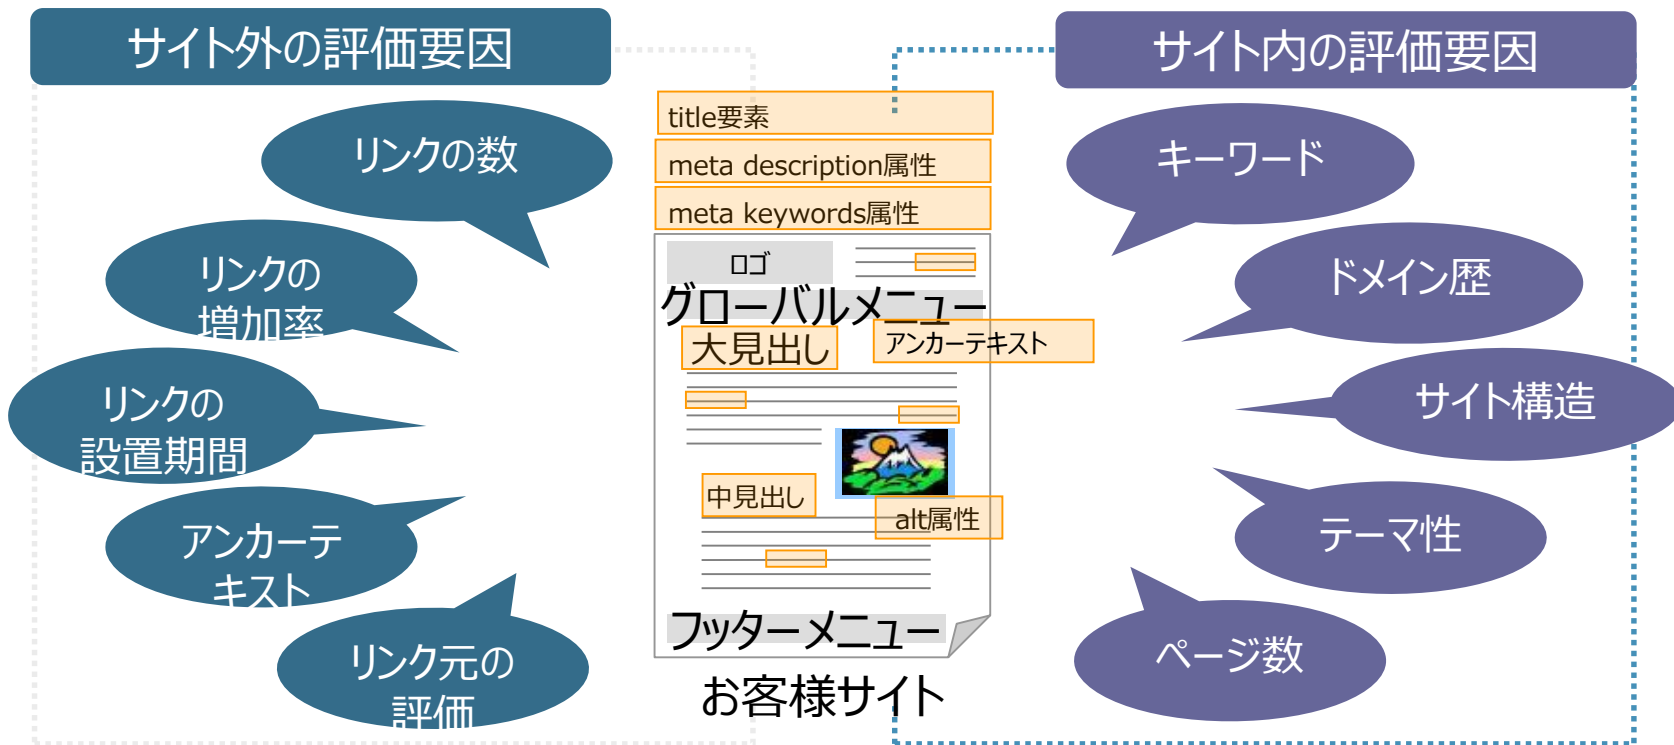 サイト外の評価要因
リンクの数
リンクの
増加率
リンクの
設置期間
アンカーテ
キスト
リンク元の
評価
title要素
meta description属性
meta keywords属性
ロゴ
グローバルメニュー
大見出し
アンカーテキスト
中見出し
alt属性
フッターメニュー
お客様サイト
サイト内の評価要因
キーワード
ドメイン歴
サイト構造
テーマ性
ページ数